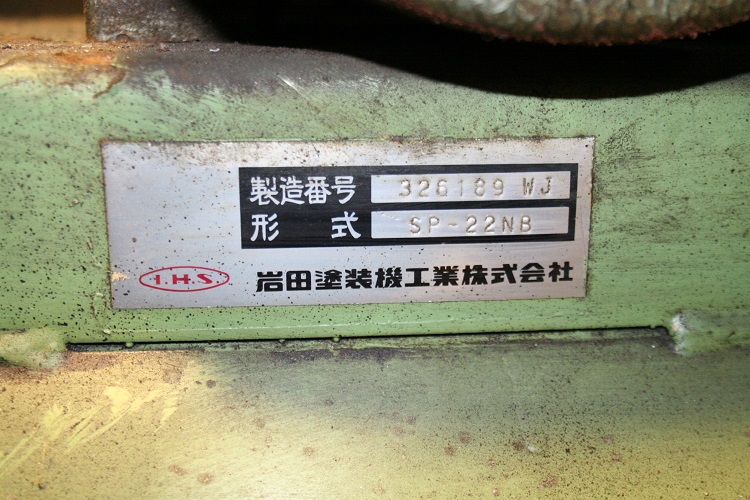 製造番号 326189 WJ
形式 SP-22NB
I.H.S. 岩田塗装機工業株式会社